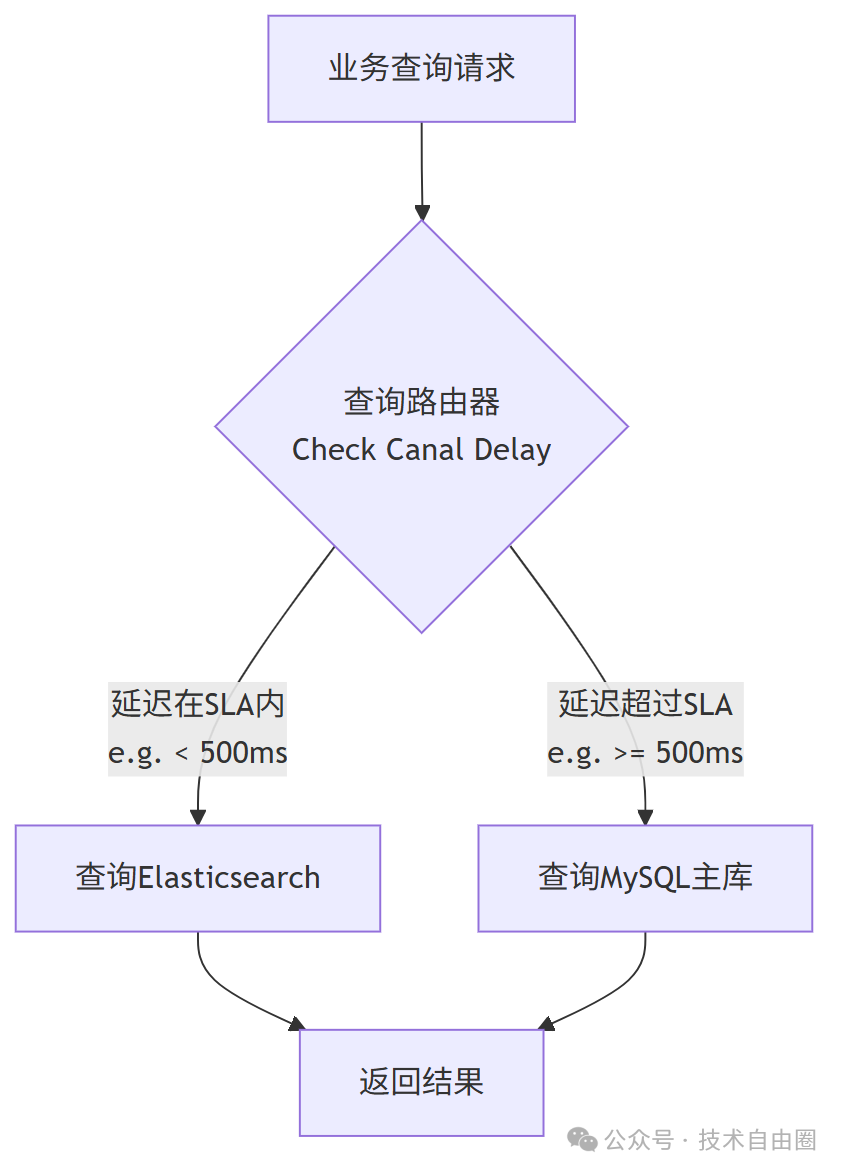 业务查询请求
查询路由器
Check Canal Delay
延迟在SLA内
e.g. < 500ms
延迟超过SLA
e.g. >= 500ms
查询Elasticsearch
查询MySQL主库
返回结果
公众号 · 技术自由圈